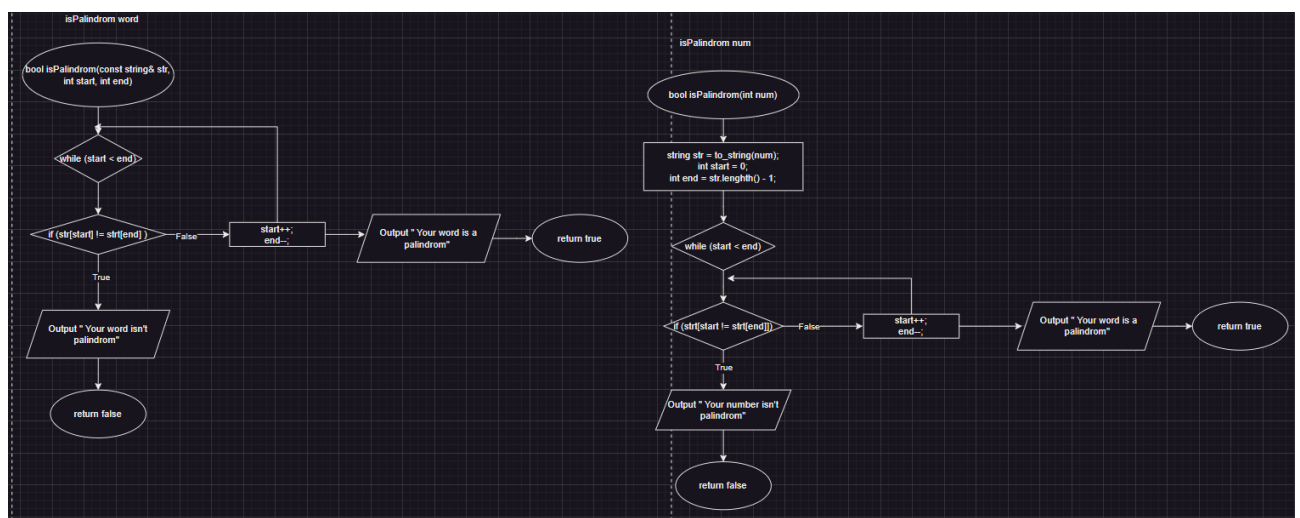 isPalindrom word
bool isPalindrom(const string& str,
int start, int end)
while (start < end)
if (str[start] != strt[end] )
False
start++;
end--;
Output " Your word is a
palindrom"
return true
True
Output " Your word isn't
palindrom"
return false
isPalindrom num
bool isPalindrom(int num)
string str = to_string(num);
int start = 0;
int end = str.lenghth() - 1;
while (start < end)
if (strt[start != strt[end]])
False
start++;
end--;
Output " Your word is a
palindrom"
return true
True
Output " Your number isn't
palindrom"
return false